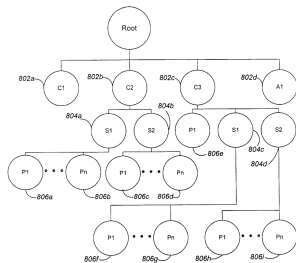 Root
802a
802b
802c
802d
C1
C2
C3
A1
804a
804b
S1
S2
P1
S1
S2
804c
804d
806e
P1
Pn
P1
Pn
806a
806b
806c
806d
P1
Pn
P1
Pn
806f
806g
806h
806i